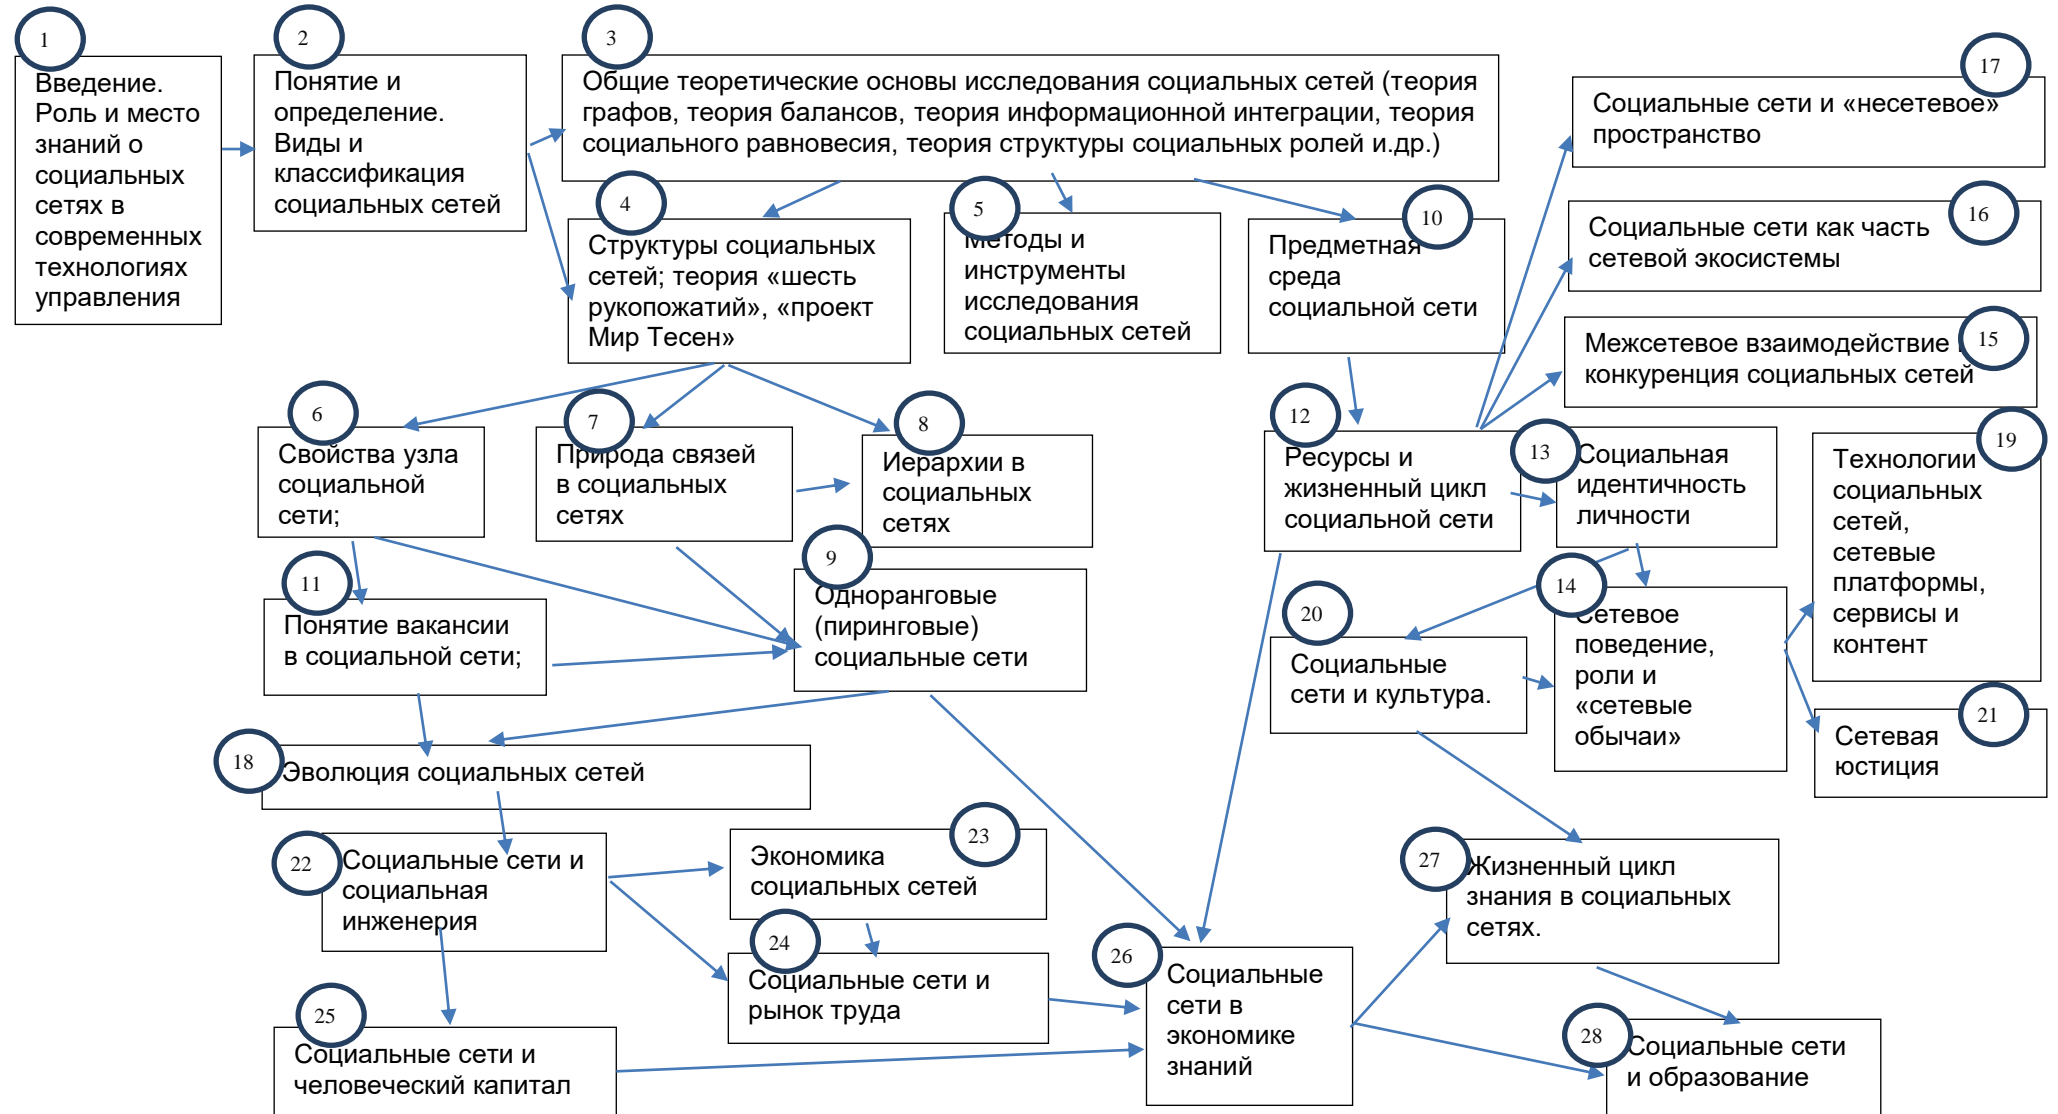 1
Введение.
Роль и место
знаний о
социальных
сетях в
современных
технологиях
управления
2
Понятие и
определение.
Виды и
классификация
социальных сетей
3
Общие теоретические основы исследования социальных сетей (теория
графов, теория балансов, теория информационной интеграции, теория
социального равновесия, теория структуры социальных ролей и.др.)
17
Социальные сети и «несетевое»
пространство
4
Структуры социальных
сетей; теория «шесть
рукопожатий», «проект
Мир Тесен»
5
Методы и
инструменты
исследования
социальных сетей
10
Предметная
среда
социальной сети
16
Социальные сети как часть
сетевой экосистемы
15
Межсетевое взаимодействие
конкуренция социальных сетей
6
Свойства узла
социальной
сети;
7
Природа связей
в социальных
сетях
8
Иерархии в
социальных
сетях
12
Ресурсы и
жизненный цикл
социальной сети
13
Социальная
идентичность
личности
19
Технологии
социальных
сетей,
сетевые
платформы,
сервисы и
контент
11
Понятие вакансии
в социальной сети;
9
Одноранговые
(пиринговые)
социальные сети
20
Социальные
сети и культура.
14
Сетевое
поведение,
роли и
«сетевые
обычаи»
21
Сетевая
юстиция
18
Эволюция социальных сетей
22
Социальные сети и
социальная
инженерия
23
Экономика
социальных сетей
24
Социальные сети и
рынок труда
25
Социальные сети и
человеческий капитал
26
Социальные
сети в
экономике
знаний
27
Жизненный цикл
знания в социальных
сетях.
28
Социальные сети
и образование